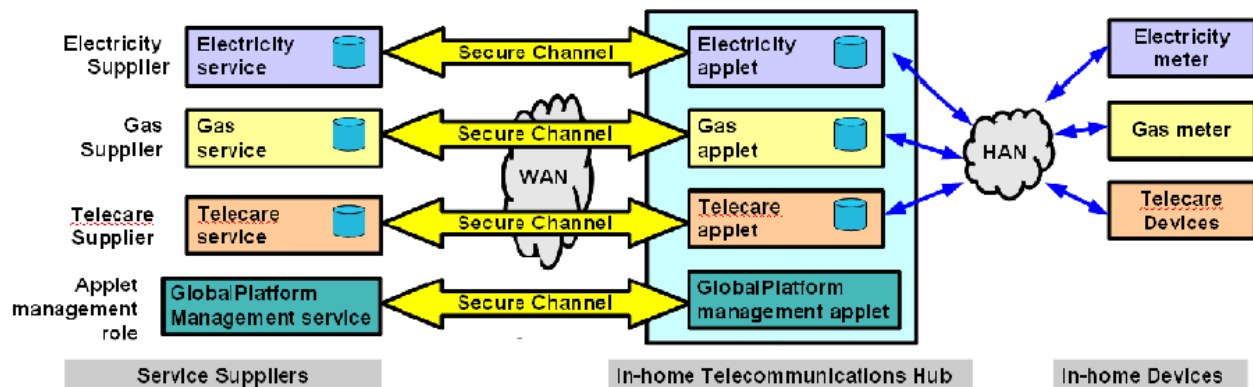 Electricity
Supplier
Electricity
service
Secure Channel
Electricity
applet
Electricity
meter
Gas
Supplier
Gas
service
Secure Channel
Gas
applet
Gas meter
WAN
HAN
Telecare
Supplier
Telecare
service
Secure Channel
Telecare
applet
Telecare
Devices
Applet
management
role
GlobalPlatform
Management service
Secure Channel
GlobalPlatform
management applet
Service Suppliers
In-home Telecommunications Hub
In-home Devices